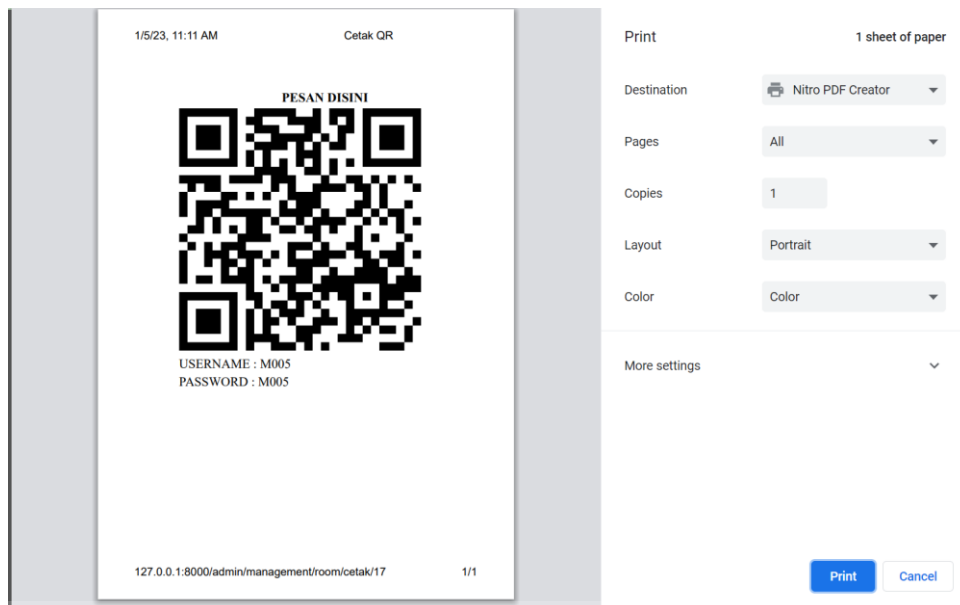 1/5/23, 11:11 AM Cetak QR
PESAN DISINI
USERNAME : M005
PASSWORD : M005
127.0.0.1:8000/admin/management/room/cetak/17 1/1
Print 1 sheet of paper
Destination Nitro PDF Creator
Pages All
Copies 1
Layout Portrait
Color Color
More settings
Print Cancel